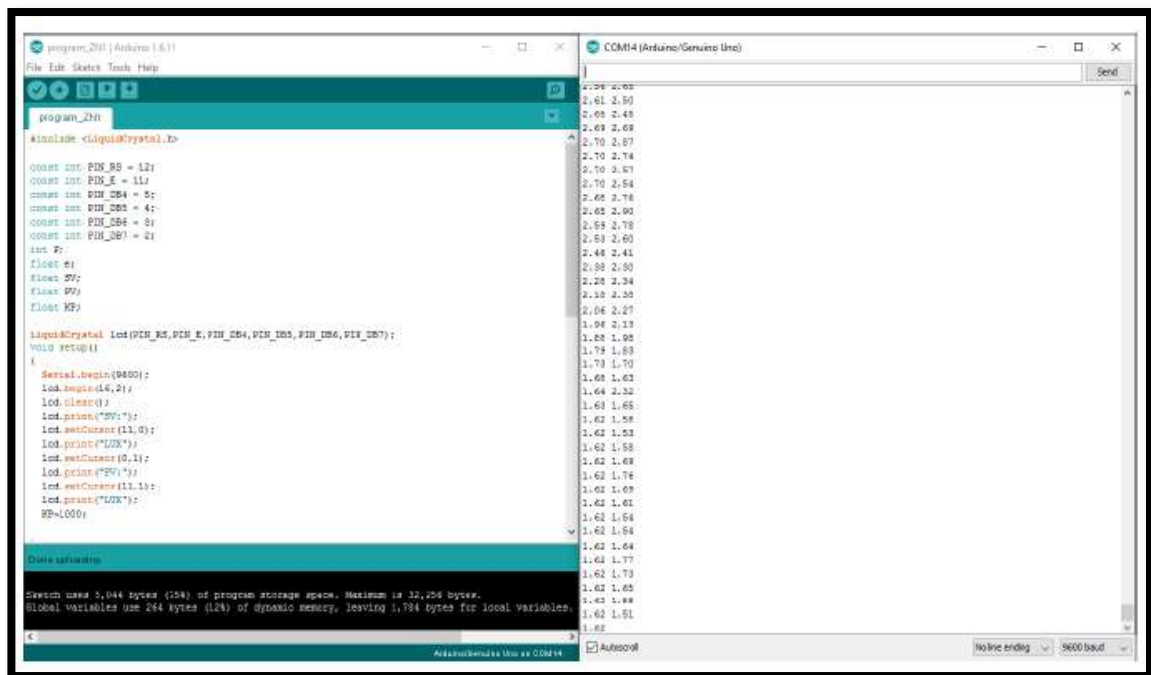 program_ZN1 | Arduino 1.6.11
File Edit Sketch Tools Help
program_ZN1
#include <LiquidCrystal.h>
const int PIN_RS = 12;
const int PIN_E = 11;
const int PIN_DB4 = 5;
const int PIN_DB5 = 4;
const int PIN_DB6 = 3;
const int PIN_DB7 = 2;
int P;
float e;
float SV;
float PV;
float KP;
LiquidCrystal lcd(PIN_RS,PIN_E,PIN_DB4,PIN_DB5,PIN_DB6,PIN_DB7);
void setup()
{
Serial.begin(9600);
lcd.begin(16,2);
lcd.clear();
lcd.print("SV:");
lcd.setCursor(11,0);
lcd.print("LUX");
lcd.setCursor(0,1);
lcd.print("PV:");
lcd.setCursor(11,1);
lcd.print("LUX");
KP=1000;
Done uploading.
Sketch uses 5,044 bytes (15%) of program storage space. Maximum is 32,256 bytes.
Global variables use 264 bytes (12%) of dynamic memory, leaving 1,784 bytes for local variables.
Arduino/Genuino Uno on COM14
COM14 (Arduino/Genuino Uno)
Send
2.61 2.50
2.65 2.48
2.69 2.68
2.70 2.87
2.70 2.74
2.70 2.57
2.70 2.54
2.68 2.78
2.65 2.90
2.59 2.78
2.53 2.60
2.46 2.41
2.38 2.30
2.28 2.34
2.18 2.38
2.06 2.27
1.96 2.13
1.88 1.98
1.79 1.83
1.73 1.70
1.68 1.63
1.64 2.32
1.63 1.65
1.62 1.56
1.62 1.53
1.62 1.58
1.62 1.68
1.62 1.76
1.62 1.69
1.62 1.61
1.62 1.54
1.62 1.54
1.62 1.64
1.62 1.77
1.62 1.73
1.62 1.65
1.62 1.51
1.62
Autoscroll
No line ending
9600 baud